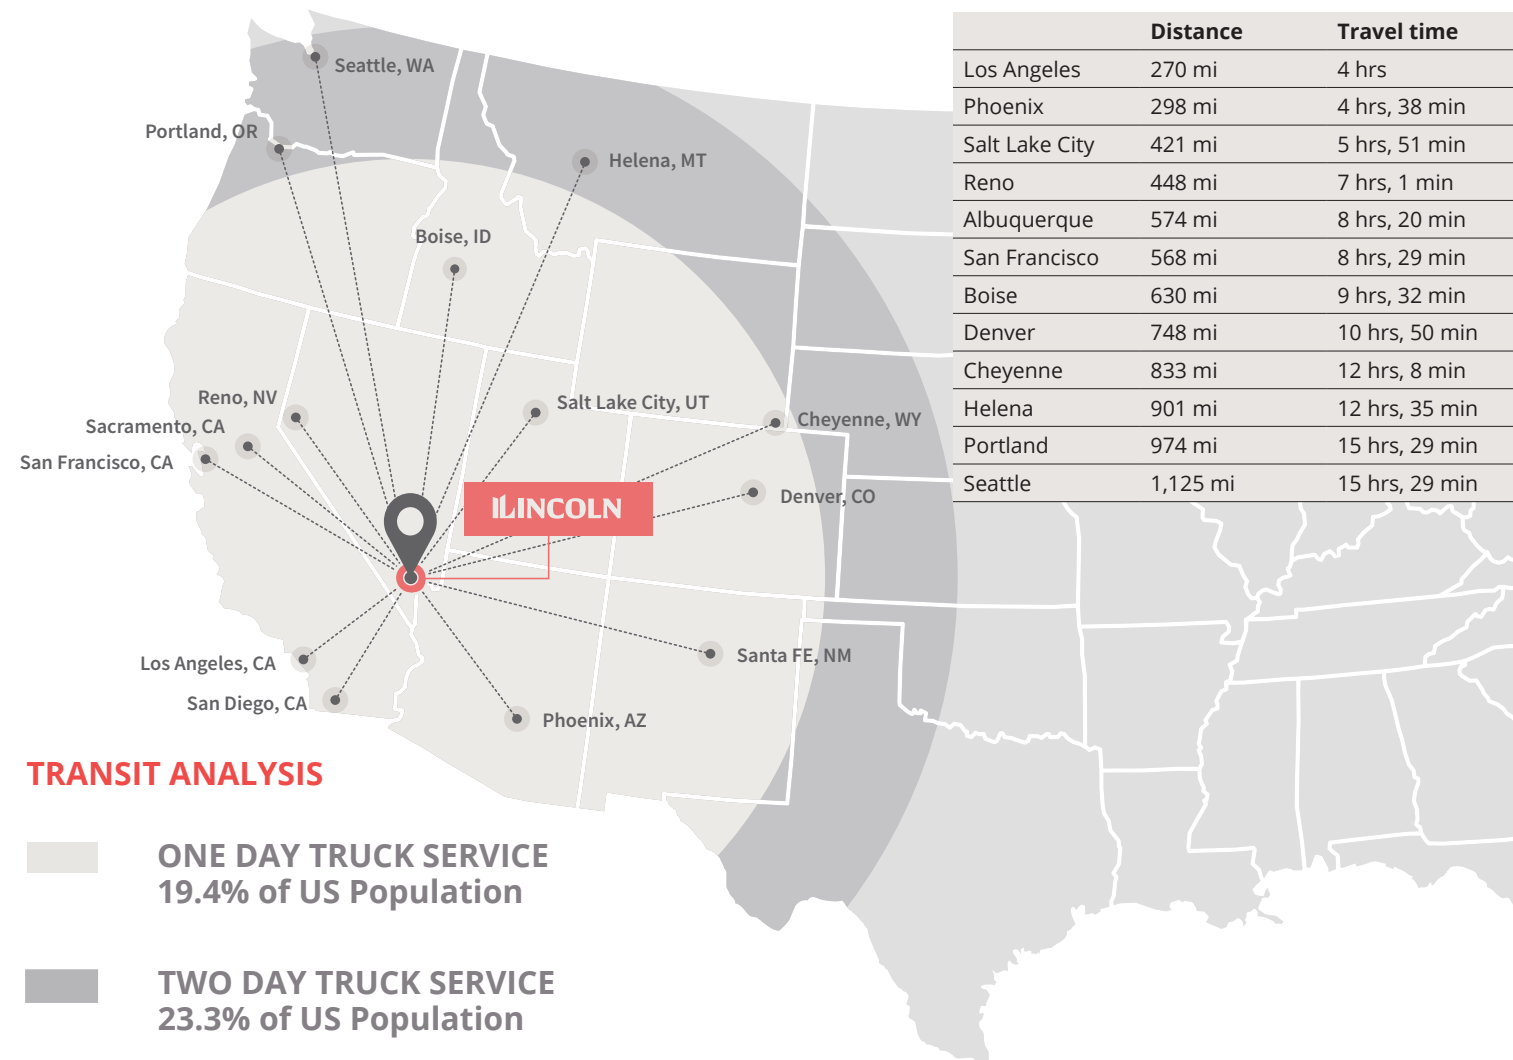 Seattle, WA
Portland, OR
Helena, MT
Boise, ID
Reno, NV
Salt Lake City, UT
Sacramento, CA
Cheyenne, WY
San Francisco, CA
Denver, CO
LINCOLN
Los Angeles, CA
Santa FE, NM
San Diego, CA
Phoenix, AZ
Distance Travel time
Los Angeles 270 mi 4 hrs
Phoenix 298 mi 4 hrs, 38 min
Salt Lake City 421 mi 5 hrs, 51 min
Reno 448 mi 7 hrs, 1 min
Albuquerque 574 mi 8 hrs, 20 min
San Francisco 568 mi 8 hrs, 29 min
Boise 630 mi 9 hrs, 32 min
Denver 748 mi 10 hrs, 50 min
Cheyenne 833 mi 12 hrs, 8 min
Helena 901 mi 12 hrs, 35 min
Portland 974 mi 15 hrs, 29 min
Seattle 1,125 mi 15 hrs, 29 min
TRANSIT ANALYSIS
ONE DAY TRUCK SERVICE
19.4% of US Population
TWO DAY TRUCK SERVICE
23.3% of US Population